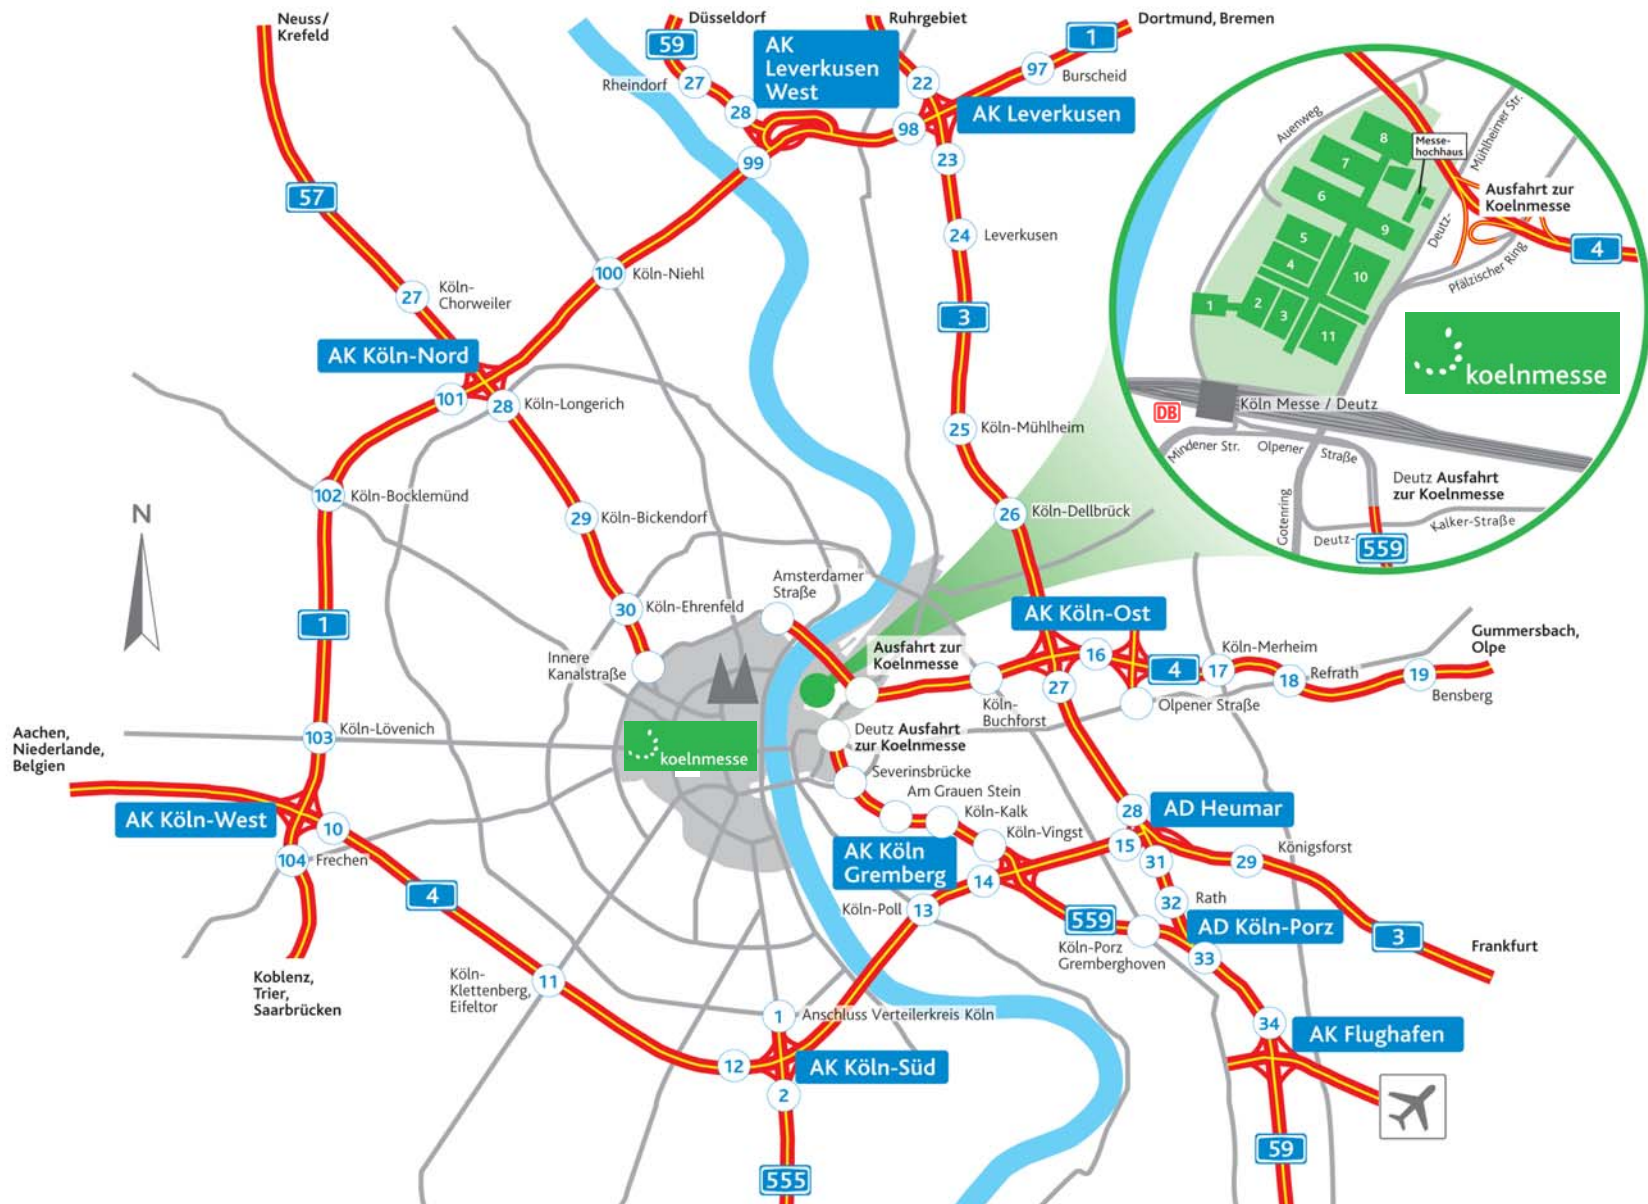 Neuss/
Krefeld
Düsseldorf
Ruhrgebiet
Dortmund, Bremen
59
1
AK
Leverkusen
West
Rheindorf
27
28
22
97
Burscheid
98
AK Leverkusen
99
23
57
24
Leverkusen
100
Köln-Niehl
27
Köln-
Chorweiler
3
AK Köln-Nord
101
28
Köln-Longerich
25
Köln-Mühlheim
102
Köln-Bocklemünd
29
Köln-Bickendorf
26
Köln-Dellbrück
N
Amsterdamer
Straße
30
Köln-Ehrenfeld
1
AK Köln-Ost
Innere
Kanalstraße
Ausfahrt zur
Koelnmesse
16
4
17
Köln-Merheim
Refrath
18
19
Bensberg
Gummersbach,
Olpe
27
Köln-
Buchforst
Olpener Straße
Aachen,
Niederlande,
Belgien
103
Köln-Lövenich
koelnmesse
Deutz Ausfahrt
zur Koelnmesse
Severinsbrücke
Am Grauen Stein
Köln-Kalk
Köln-Vingst
28
AD Heumar
AK Köln-West
10
104
Frechen
AK Köln
Gremberg
15
31
29
Königsforst
14
4
13
Köln-Poll
32
Rath
559
AD Köln-Porz
3
Köln-Porz
Gremberghoven
33
Frankfurt
Koblenz,
Trier,
Saarbrücken
Köln-
Klettenberg,
Eifeltor
11
1
Anschluss Verteilerkreis Köln
34
AK Flughafen
12
AK Köln-Süd
2
59
555
Auenweg
8
Messe-
hochhaus
Mühlheimer Str.
Deutz-
7
6
Ausfahrt zur
Koelnmesse
5
9
4
4
10
Pfälzischer Ring
1
2
3
11
koelnmesse
DB
Köln Messe / Deutz
Mindener Str.
Olpener
Straße
Deutz Ausfahrt
zur Koelnmesse
Gotenring
Deutz-
Kalker-Straße
559